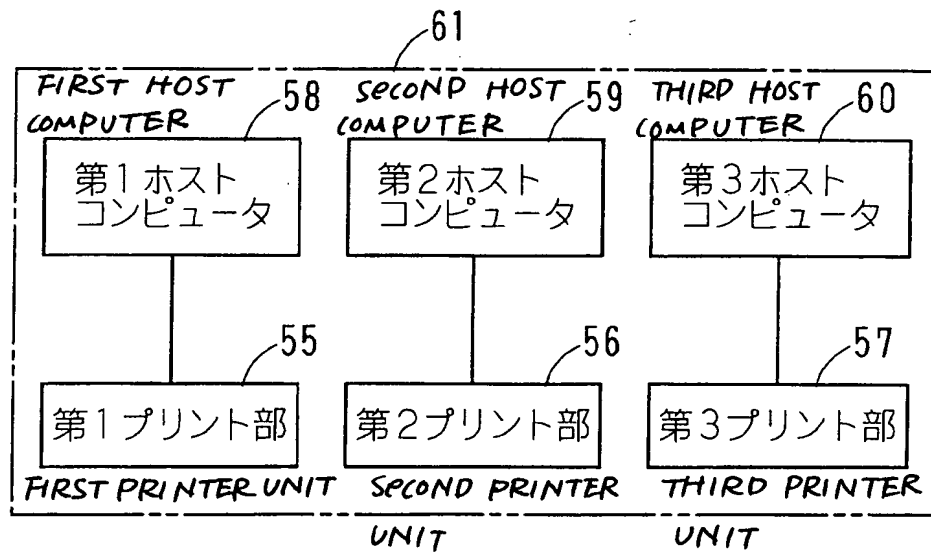 61
FIRST HOST
COMPUTER
58
第1ホスト
コンピュータ
SECOND HOST
COMPUTER
59
第2ホスト
コンピュータ
THIRD HOST
COMPUTER
60
第3ホスト
コンピュータ
55
第1プリント部
FIRST PRINTER UNIT
56
第2プリント部
SECOND PRINTER
UNIT
57
第3プリント部
THIRD PRINTER
UNIT